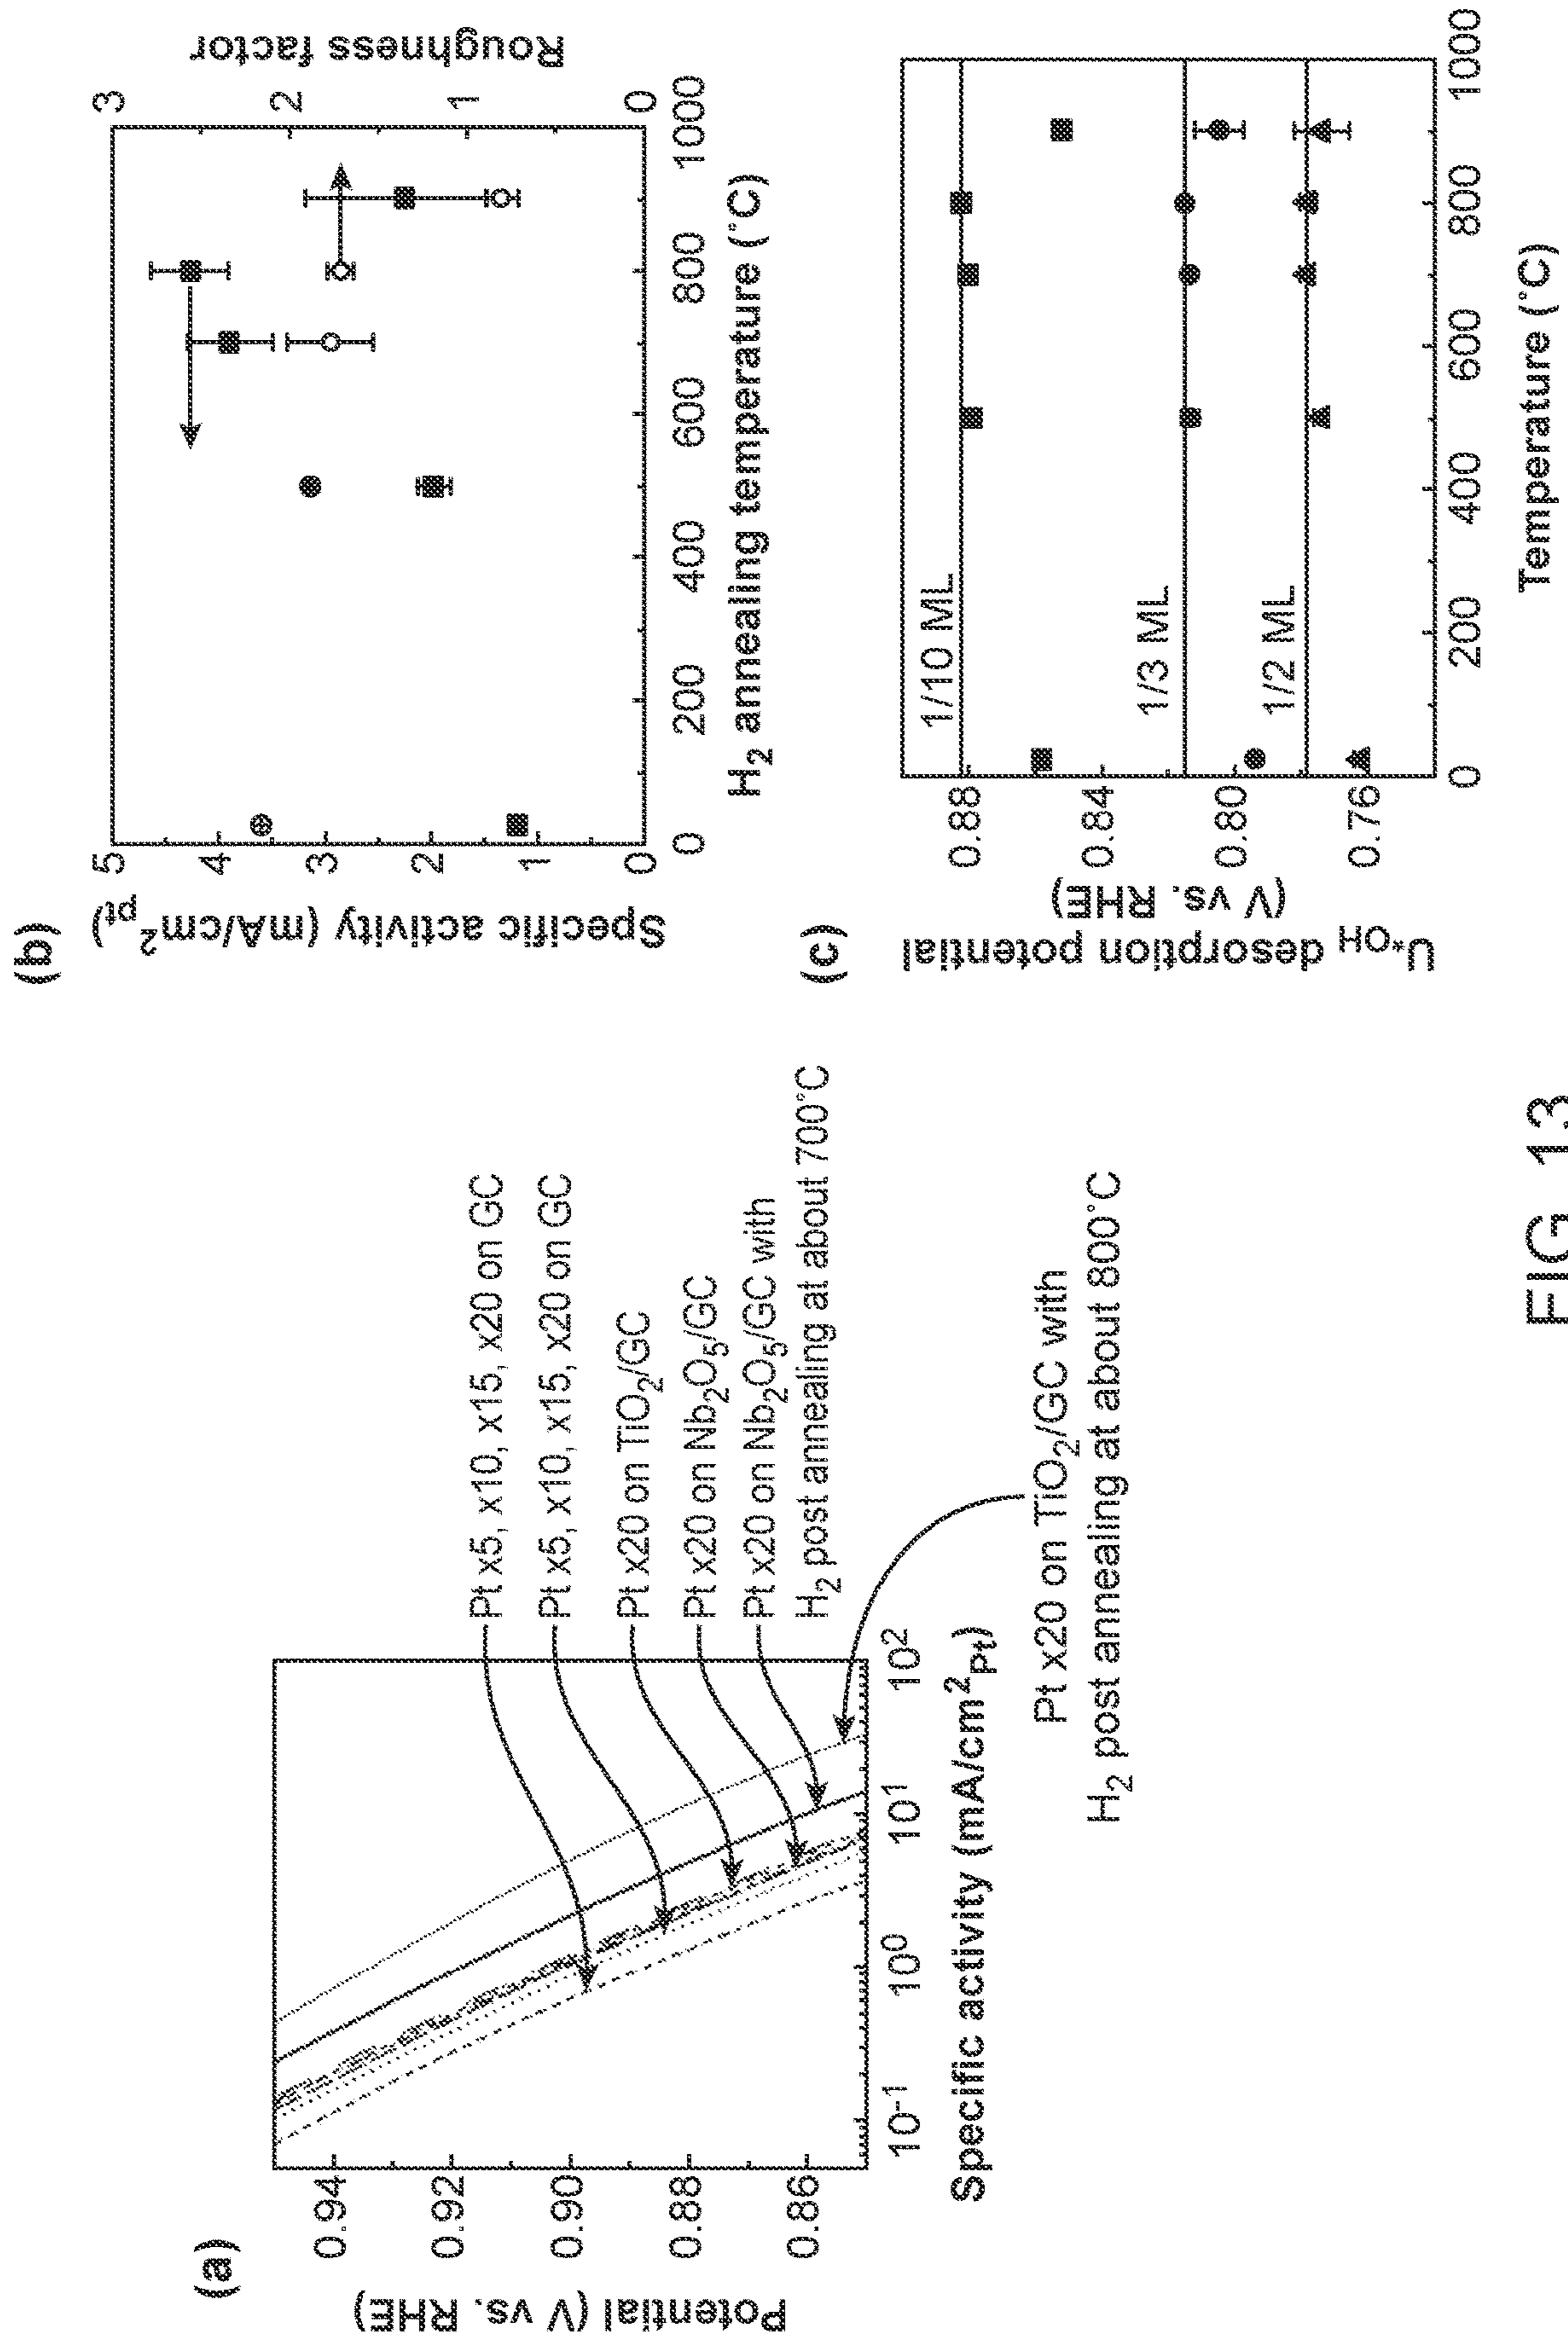 (a)
Potential (V vs. RHE)
0.94
0.92
0.90
0.88
0.86
10-1
100
101
102
Specific activity (mA/cm2Pt)
Pt x5, x10, x15, x20 on GC
Pt x5, x10, x15, x20 on GC
Pt x20 on TiO2/GC
Pt x20 on Nb2O5/GC
Pt x20 on Nb2O5/GC with
H2 post annealing at about 700°C
Pt x20 on TiO2/GC with
H2 post annealing at about 800°C
(b)
Specific activity (mA/cm2pt)
5
4
3
2
1
0
0
200
400
600
800
1000
H2 annealing temperature (°C)
3
2
1
0
Roughness factor
(c)
U*OH desorption potential
(V vs. RHE)
0.88
0.84
0.80
0.76
1/10 ML
1/3 ML
1/2 ML
0
200
400
600
800
1000
Temperature (°C)
FIG. 13